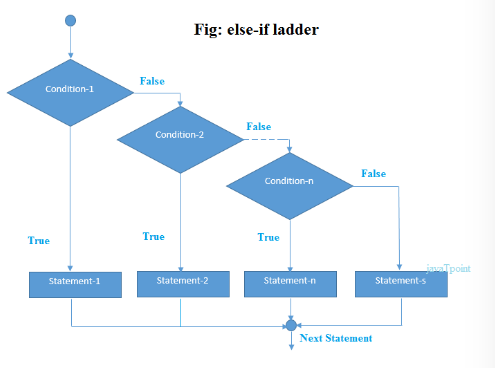 Fig: else-if ladder
Condition-1
False
Condition-2
False
Condition-n
False
True
True
True
javaTpoint
Statement-1
Statement-2
Statement-n
Statement-s
Next Statement